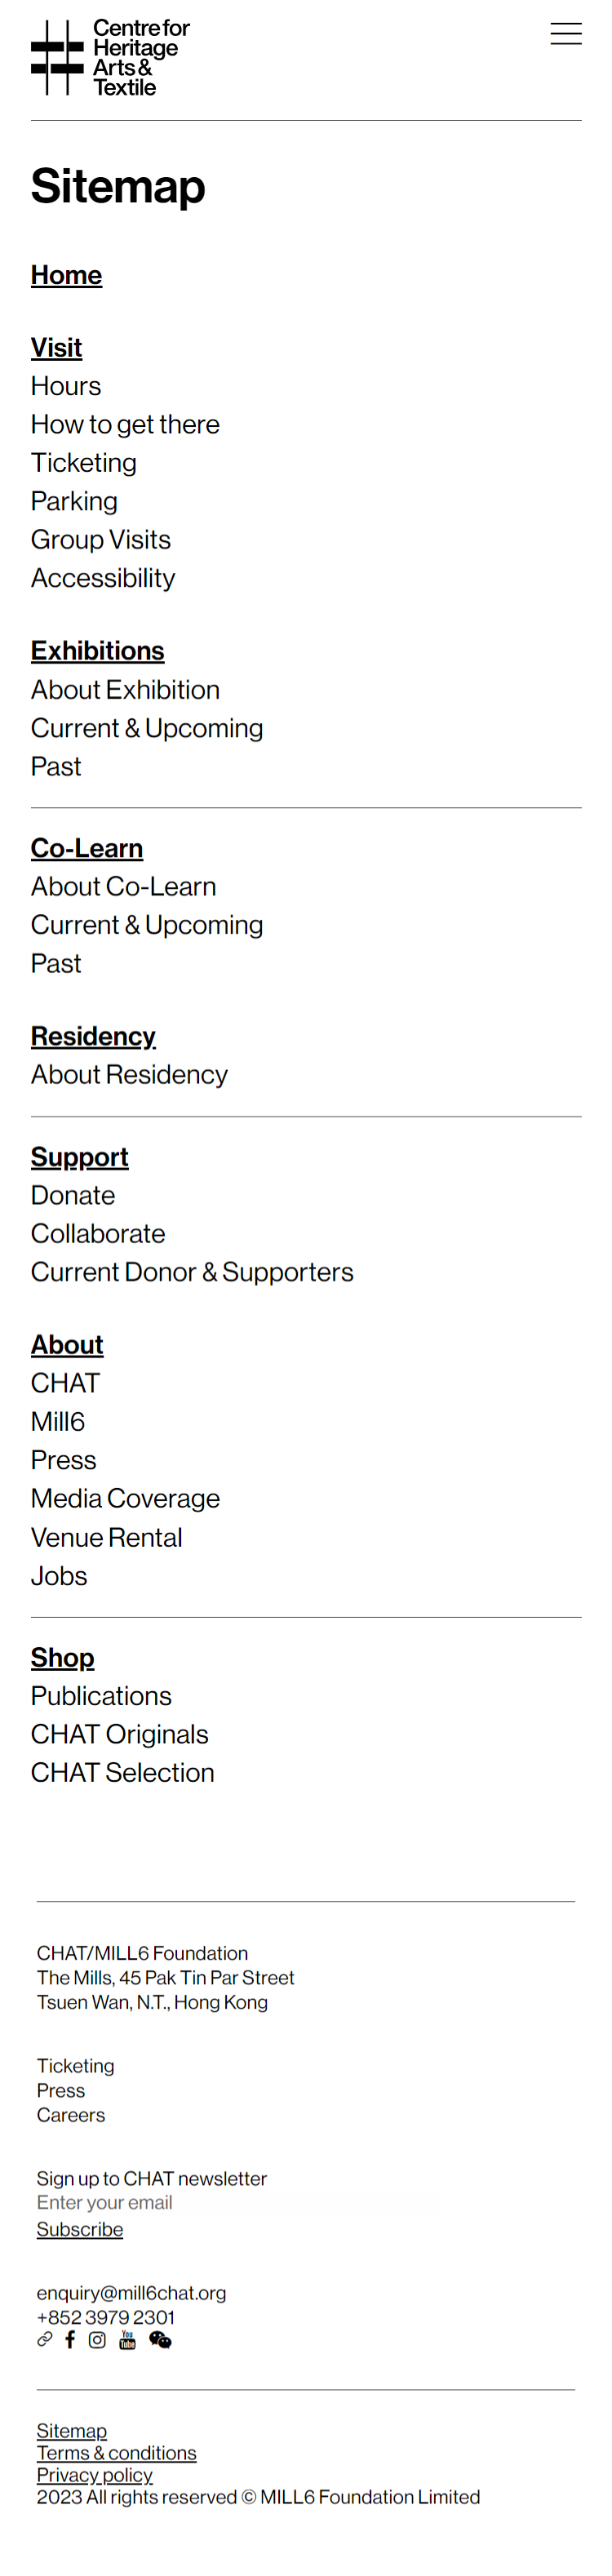 Centre for
Heritage
Arts &
Textile
Sitemap
Home
Visit
Hours
How to get there
Ticketing
Parking
Group Visits
Accessibility
Exhibitions
About Exhibition
Current & Upcoming
Past
Co-Learn
About Co-Learn
Current & Upcoming
Past
Residency
About Residency
Support
Donate
Collaborate
Current Donor & Supporters
About
CHAT
Mill6
Press
Media Coverage
Venue Rental
Jobs
Shop
Publications
CHAT Originals
CHAT Selection
CHAT/MILL6 Foundation
The Mills, 45 Pak Tin Par Street
Tsuen Wan, N.T., Hong Kong
Ticketing
Press
Careers
Sign up to CHAT newsletter
Enter your email
Subscribe
enquiry@mill6chat.org
+852 3979 2301
You Tube
Sitemap
Terms & conditions
Privacy policy
2023 All rights reserved © MILL6 Foundation Limited